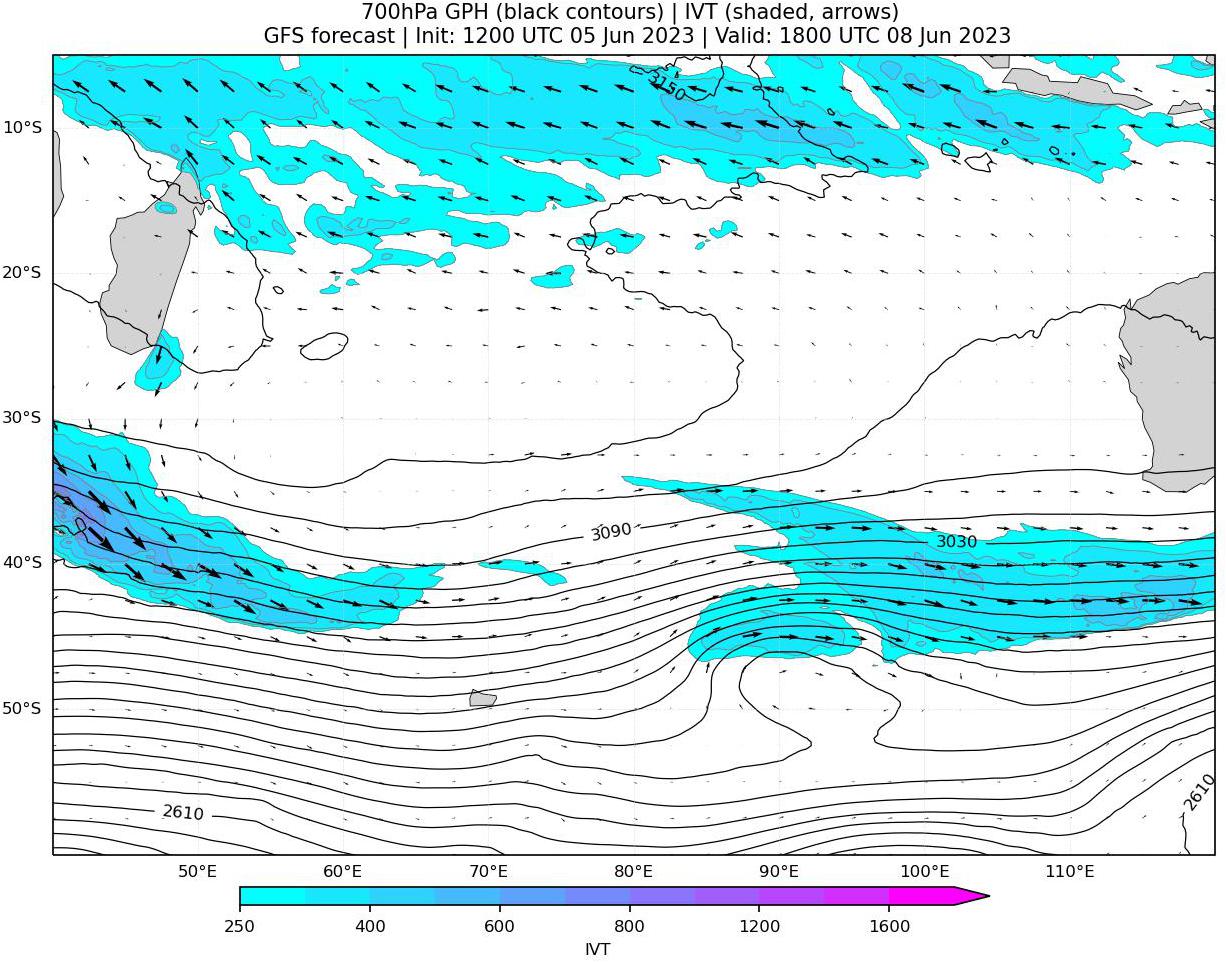 700hPa GPH (black contours) | IVT (shaded, arrows)
GFS forecast | Init: 1200 UTC 05 Jun 2023 | Valid: 1800 UTC 08 Jun 2023
3150
10°S
20°S
30°S
3090
3030
40°S
50°S
2610
2610
50°E
60°E
70°E
80°E
90°E
100°E
110°E
250
400
600
800
1200
1600
IVT